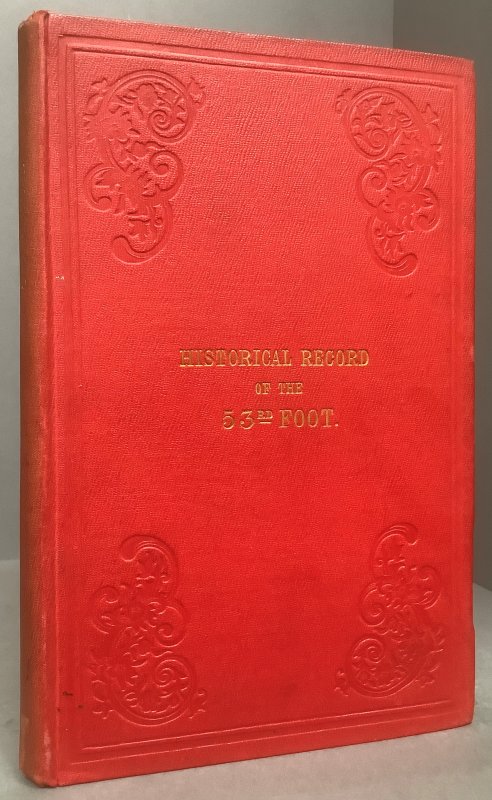 HISTORICAL RECORD
OF THE
53RD FOOT.